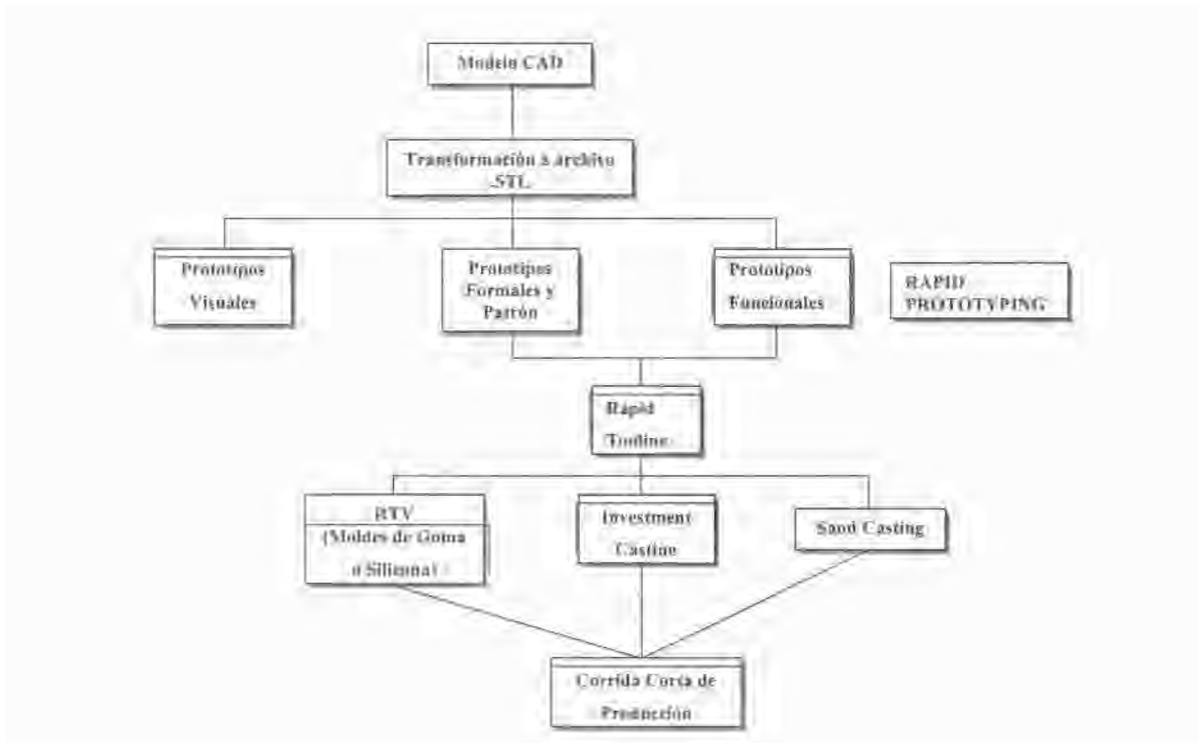 Modelo CAD
Transformación a archivo
.STL
Prototipos
Visuales
Prototipos
Formales y
Patrón
Prototipos
Funcionales
RAPID
PROTOTYPING
Rapid
Tooling
RTV
(Moldes de Goma
o Silicona)
Investment
Casting
Sand Casting
Corrida Corta de
Producción